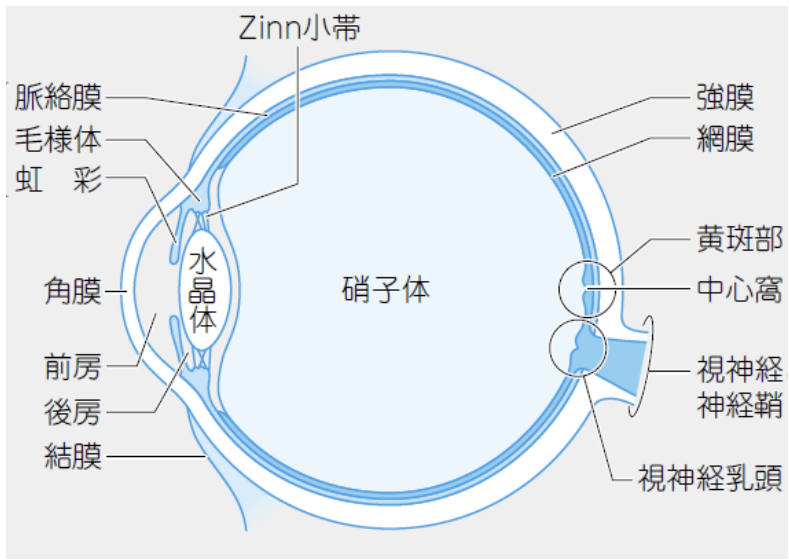 Zinn小帯
脈絡膜
毛様体
虹　彩
角膜
前房
後房
結膜
水晶体
硝子体
強膜
網膜
黄斑部
中心窩
視神経
神経鞘
視神経乳頭